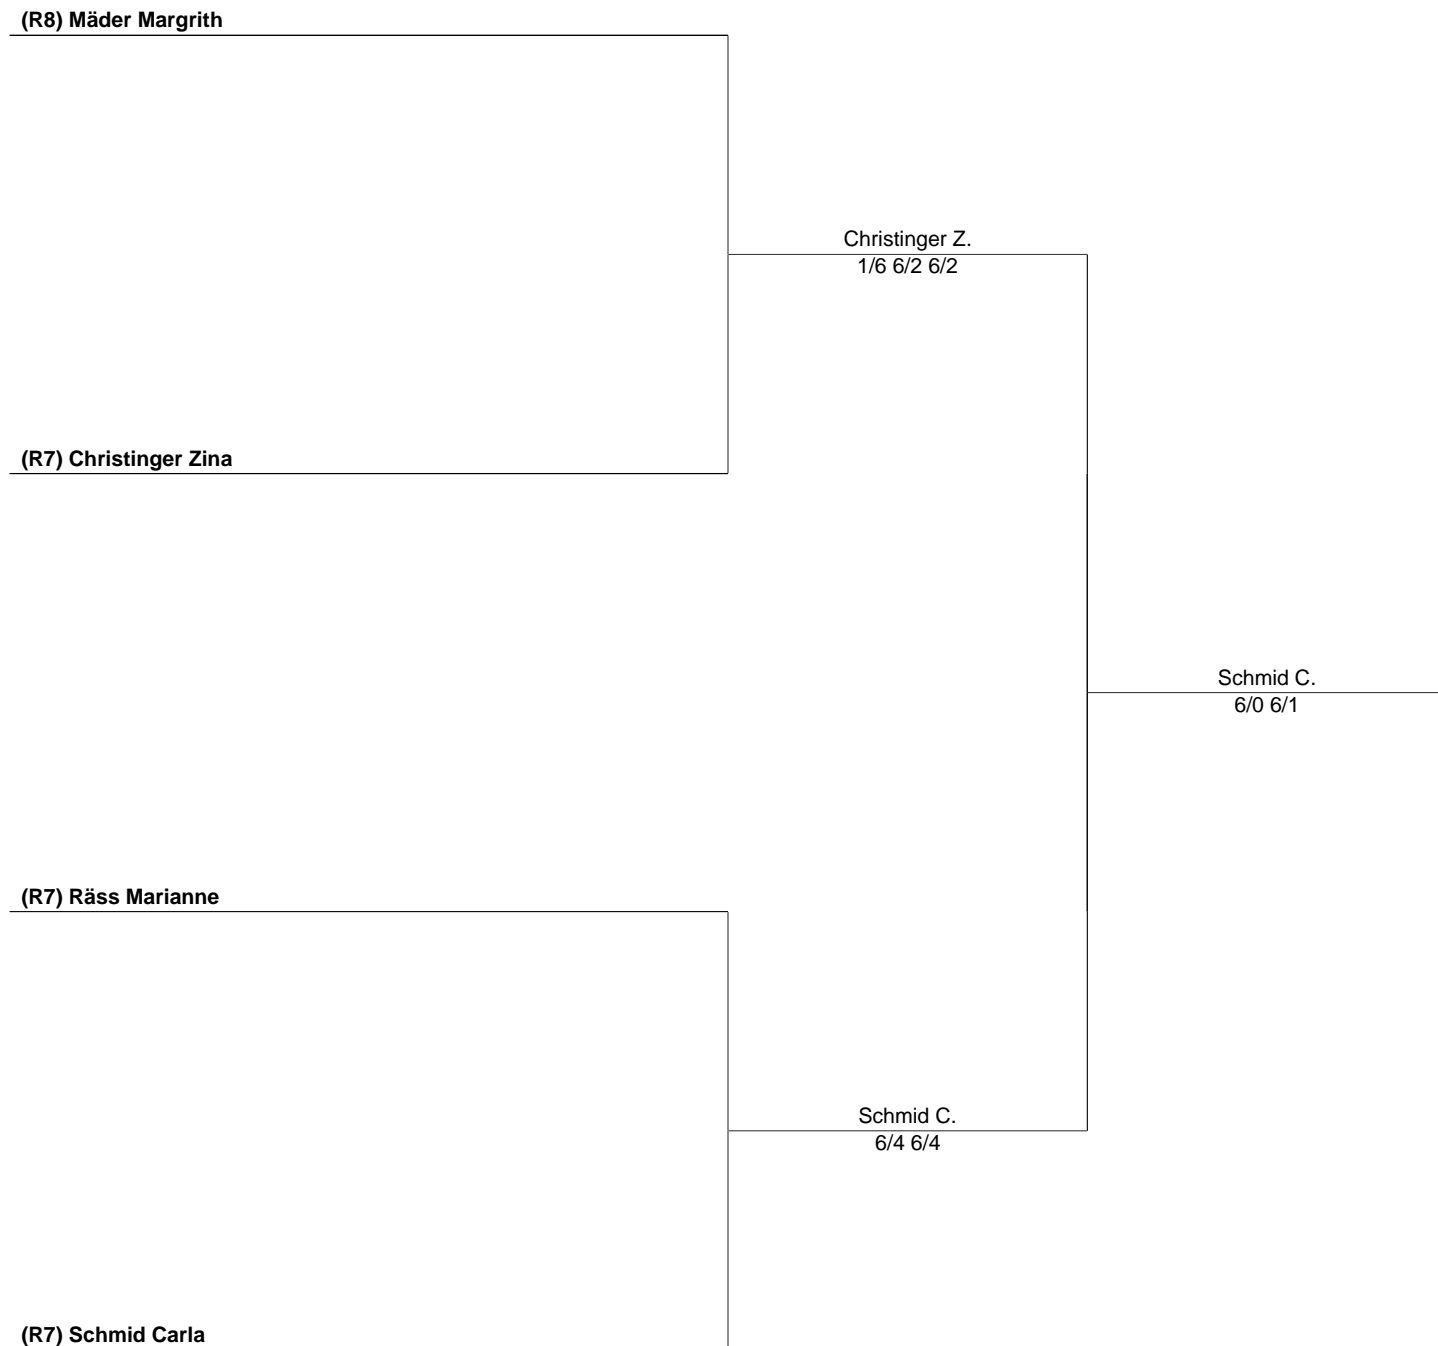 (R8) Mäder Margrith
Christinger Z.
1/6 6/2 6/2
(R7) Christinger Zina
Schmid C.
6/0 6/1
(R7) Räss Marianne
Schmid C.
6/4 6/4
(R7) Schmid Carla